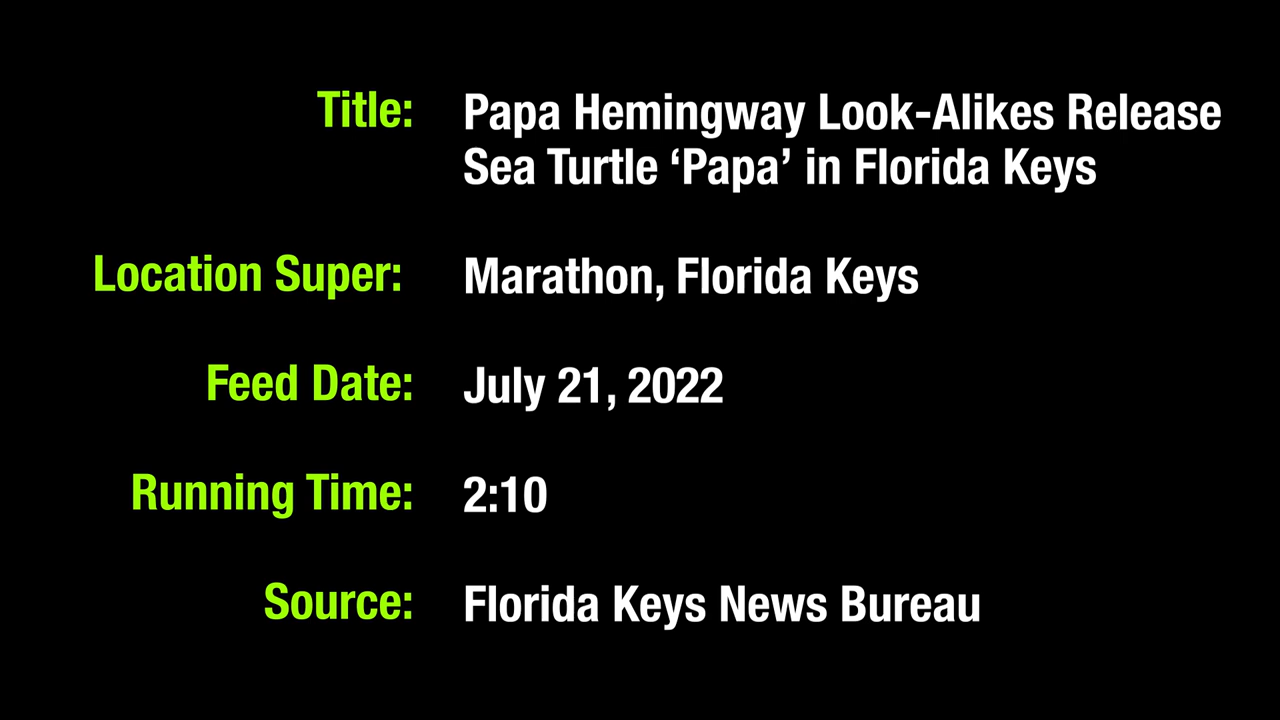 Title: Papa Hemingway Look-Alikes Release
Sea Turtle ‘Papa’ in Florida Keys
Location Super: Marathon, Florida Keys
Feed Date: July 21, 2022
Running Time: 2:10
Source: Florida Keys News Bureau